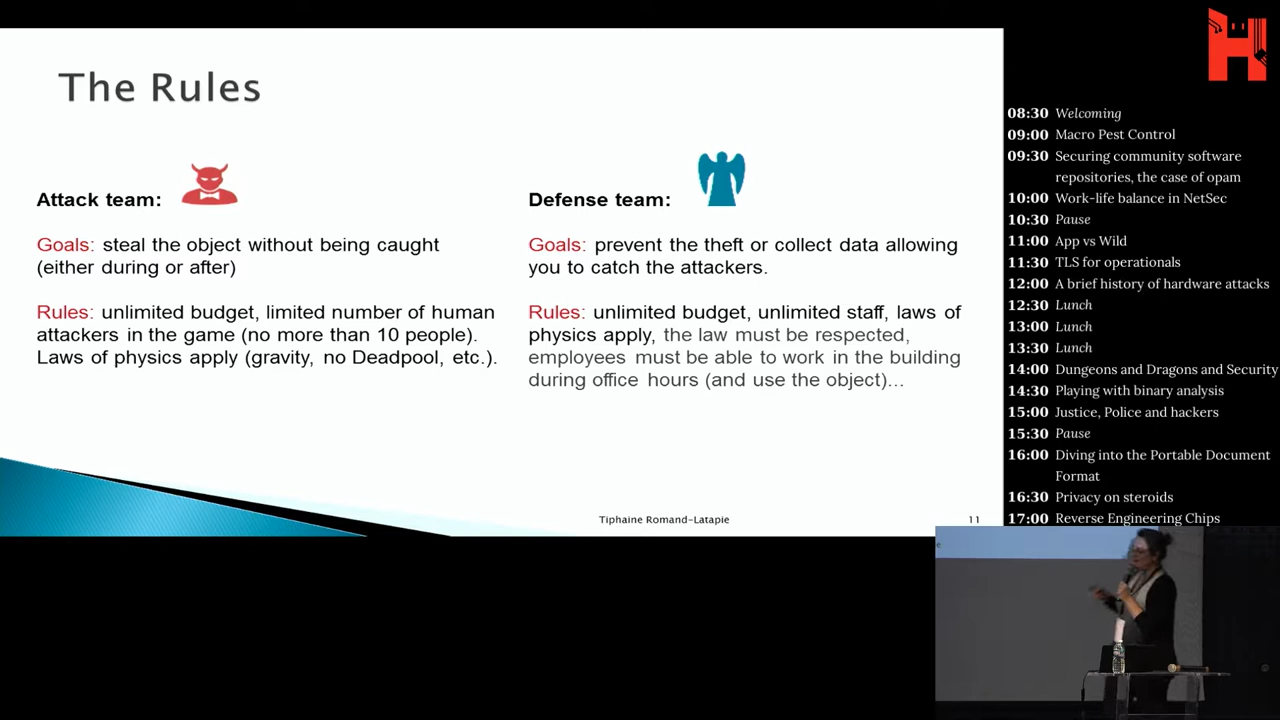 The Rules
Attack team:
Goals: steal the object without being caught
(either during or after)
Rules: unlimited budget, limited number of human
attackers in the game (no more than 10 people).
Laws of physics apply (gravity, no Deadpool, etc.).
Defense team:
Goals: prevent the theft or collect data allowing
you to catch the attackers.
Rules: unlimited budget, unlimited staff, laws of
physics apply, the law must be respected,
employees must be able to work in the building
during office hours (and use the object)...
Tiphaine Romand-Latapie
11
08:30 Welcoming
09:00 Macro Pest Control
09:30 Securing community software
repositories, the case of opam
10:00 Work-life balance in NetSec
10:30 Pause
11:00 App vs Wild
11:30 TLS for operationals
12:00 A brief history of hardware attacks
12:30 Lunch
13:00 Lunch
13:30 Lunch
14:00 Dungeons and Dragons and Security
14:30 Playing with binary analysis
15:00 Justice, Police and hackers
15:30 Pause
16:00 Diving into the Portable Document
Format
16:30 Privacy on steroids
17:00 Reverse Engineering Chips